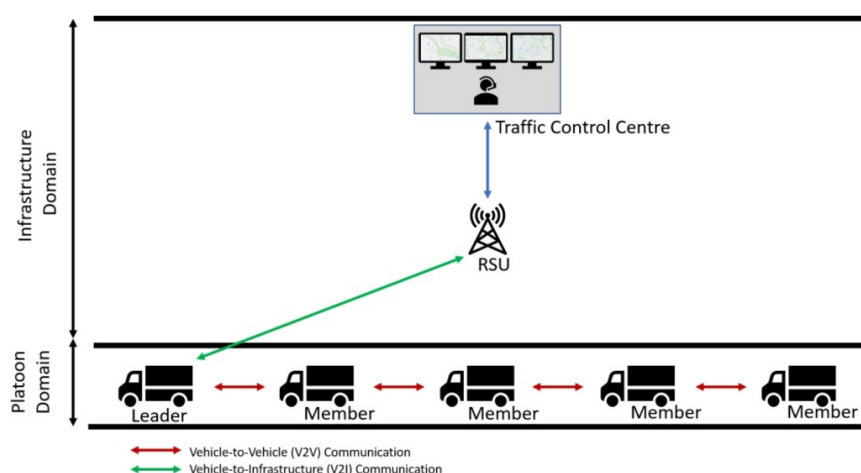 Infrastructure
Domain
Traffic Control Centre
RSU
Platoon
Domain
Leader
Member
Member
Member
Member
Vehicle-to-Vehicle (V2V) Communication
Vehicle-to-Infrastructure (V2I) Communication